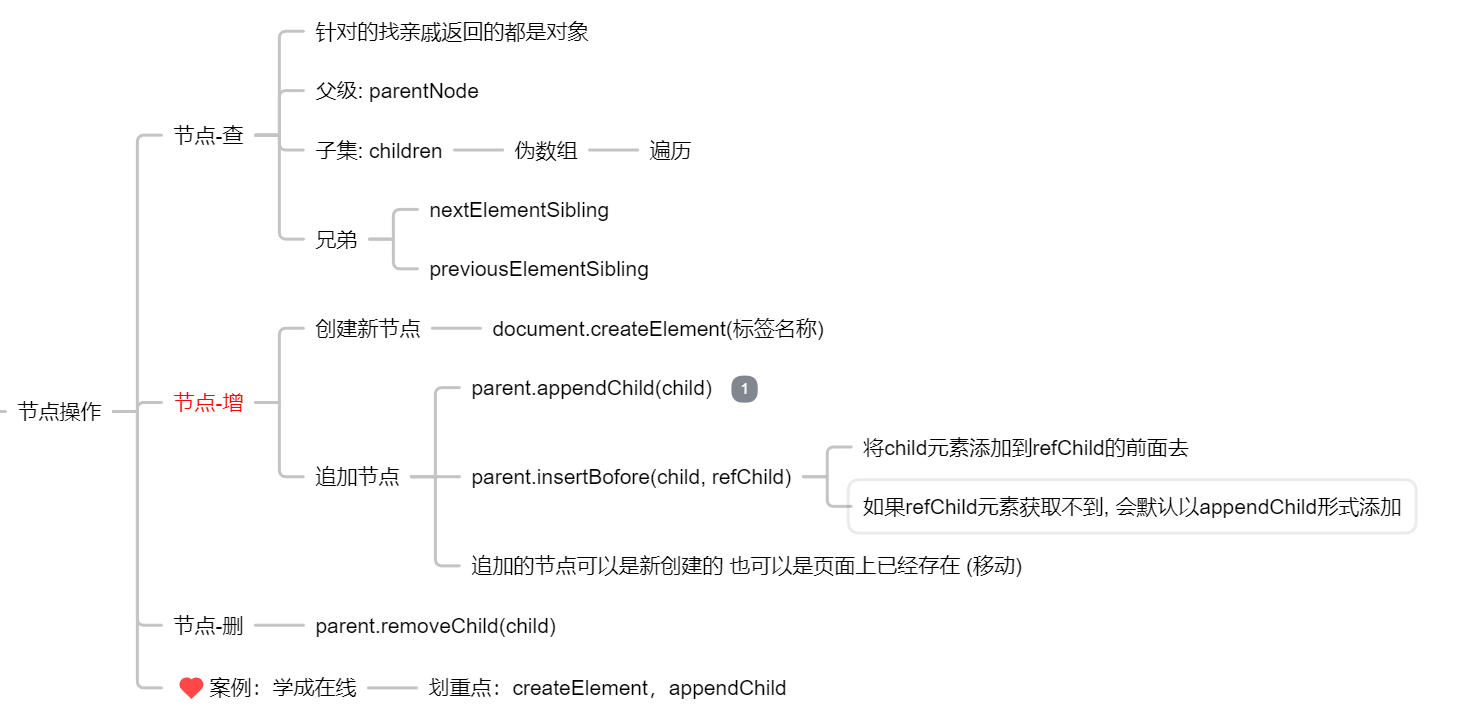 针对的找亲戚返回的都是对象
父级: parentNode
节点-查
子集: children
伪数组
遍历
nextElementSibling
兄弟
previousElementSibling
创建新节点
document.createElement(标签名称)
parent.appendChild(child)
1
节点-增
节点操作
将child元素添加到refChild的前面去
追加节点
parent.insertBofore(child, refChild)
如果refChild元素获取不到, 会默认以appendChild形式添加
追加的节点可以是新创建的 也可以是页面上已经存在 (移动)
节点-删
parent.removeChild(child)
案例：学成在线
划重点：createElement，appendChild